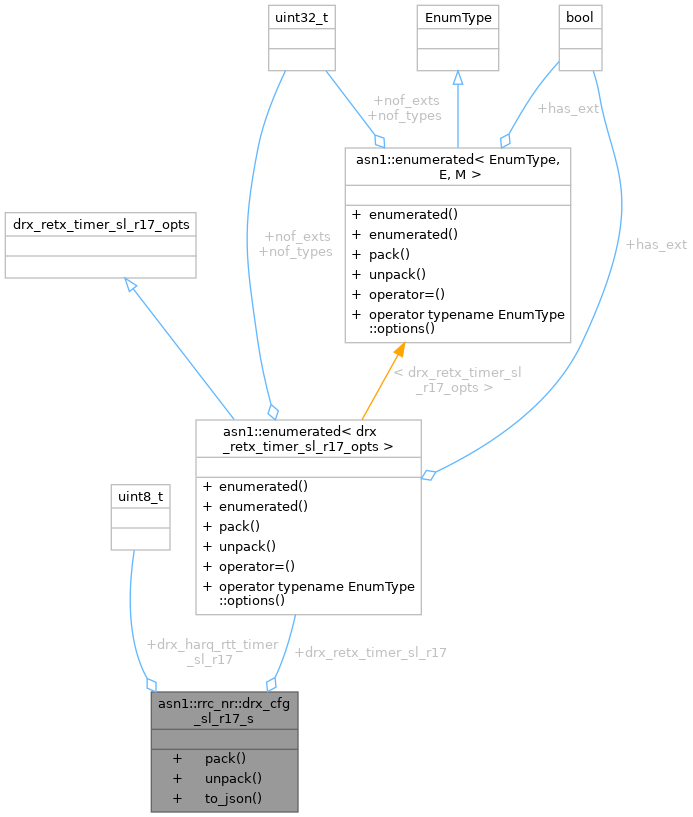 uint32_t
EnumType
bool
+nof_exts
+nof_types
+has_ext
asn1::enumerated< EnumType,
E, M >
+ enumerated()
+ enumerated()
+ pack()
+ unpack()
+ operator=()
+ operator typename EnumType
::options()
drx_retx_timer_sl_r17_opts
+nof_exts
+nof_types
+has_ext
< drx_retx_timer_sl
_r17_opts >
asn1::enumerated< drx
_retx_timer_sl_r17_opts >
+ enumerated()
+ enumerated()
+ pack()
+ unpack()
+ operator=()
+ operator typename EnumType
::options()
uint8_t
+drx_harq_rtt_timer
_sl_r17
+drx_retx_timer_sl_r17
asn1::rrc_nr::drx_cfg
_sl_r17_s
+ pack()
+ unpack()
+ to_json()